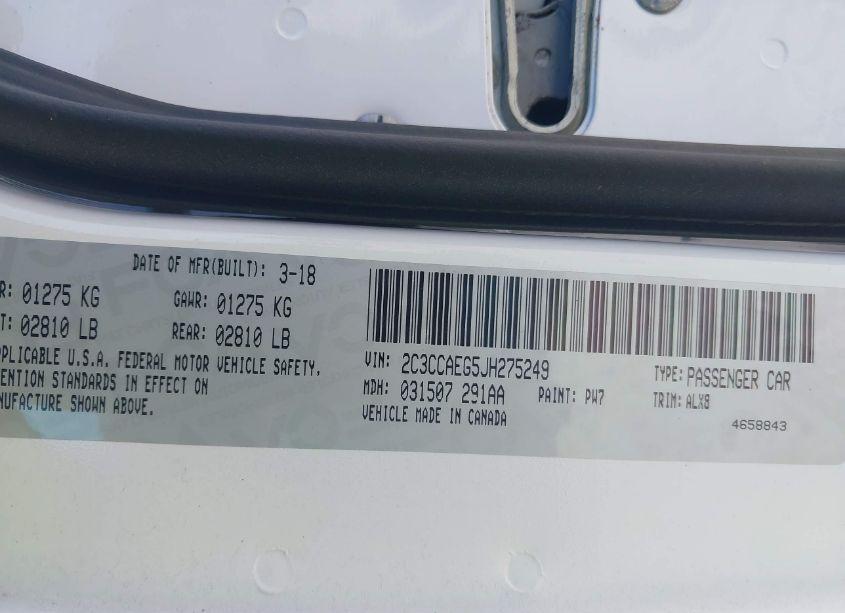 DATE OF MFR(BUILT): 3-18
R: 01275 KG GAWR: 01275 KG
T: 02810 LB REAR: 02810 LB
PPLICABLE U.S.A. FEDERAL MOTOR VEHICLE SAFETY,
ENTION STANDARDS IN EFFECT ON
NUFACTURE SHOWN ABOVE.
VIN: 2C3CCAEG5JH275249 TYPE: PASSENGER CAR
MDH: 031507 291AA PAINT: PW7 TRIM: ALX8
VEHICLE MADE IN CANADA 4658843